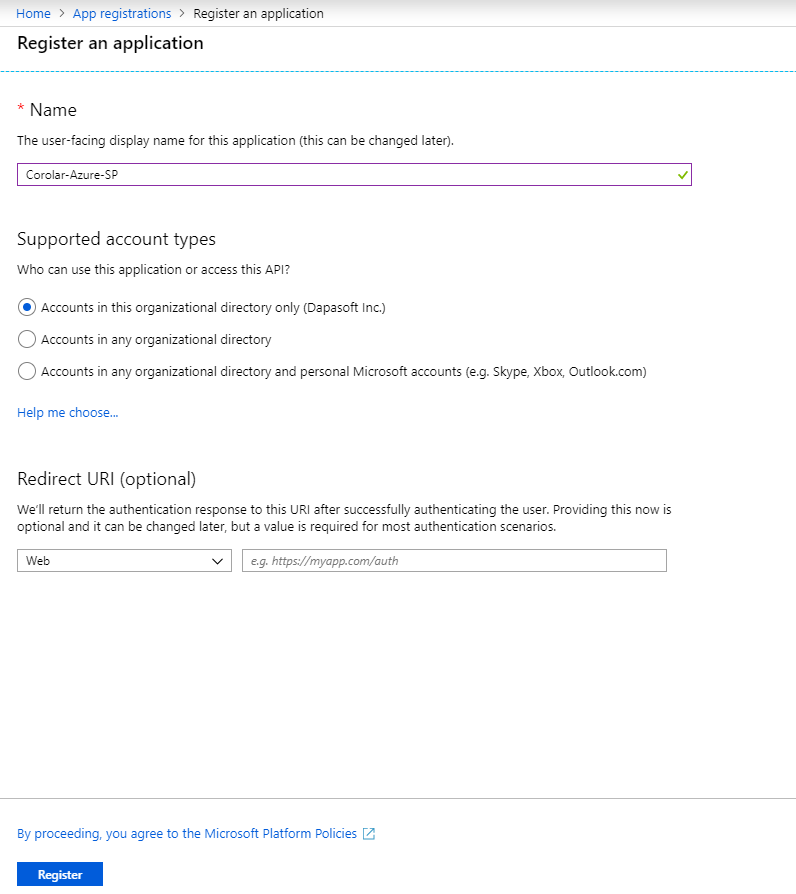 Home > App registrations > Register an application
Register an application
* Name
The user-facing display name for this application (this can be changed later).
Corolar-Azure-SP
Supported account types
Who can use this application or access this API?
Accounts in this organizational directory only (Dapasoft Inc.)
Accounts in any organizational directory
Accounts in any organizational directory and personal Microsoft accounts (e.g. Skype, Xbox, Outlook.com)
Help me choose...
Redirect URI (optional)
We'll return the authentication response to this URI after successfully authenticating the user. Providing this now is
optional and it can be changed later, but a value is required for most authentication scenarios.
Web e.g. https://myapp.com/auth
By proceeding, you agree to the Microsoft Platform Policies
Register